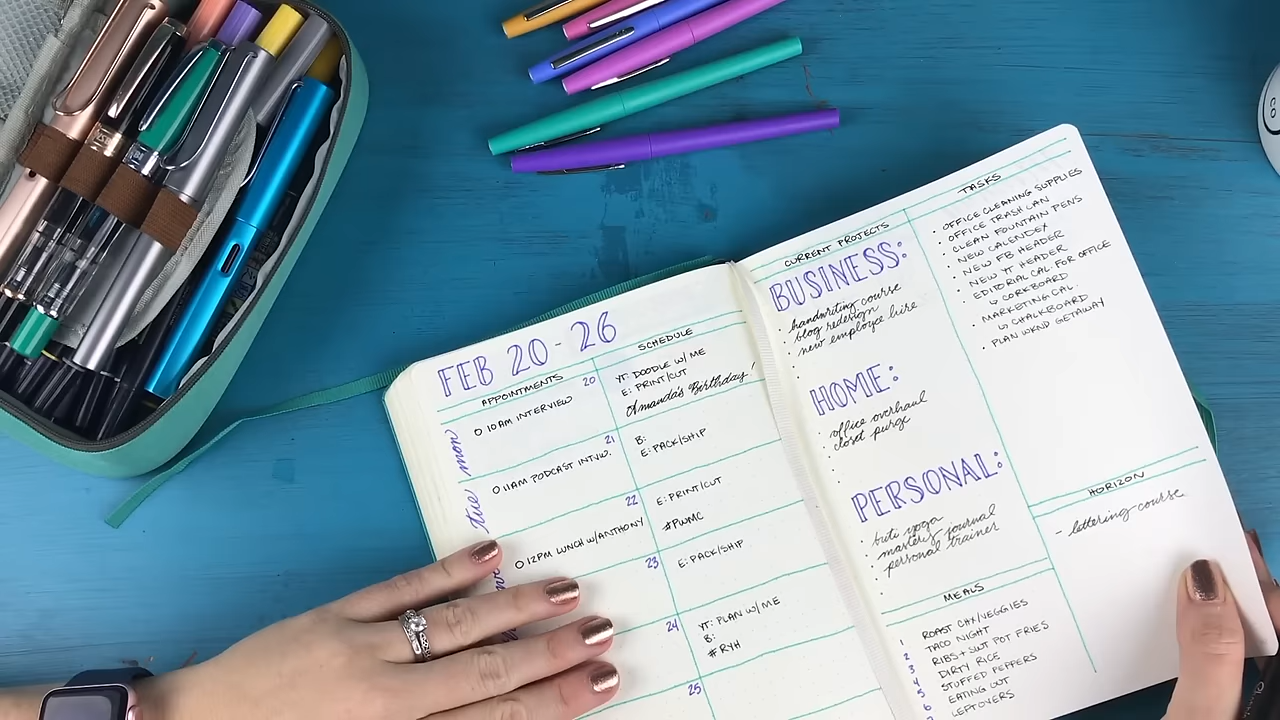 FEB 20-26
APPOINTMENTS
SCHEDULE
mon
20
O 10AM INTERVIEW
YT: DOODLE W/ ME
E: PRINT/CUT
Amanda's Birthday!
tue
21
O 11AM PODCAST INTVW.
B:
E: PACK/SHIP
22
O 12PM LUNCH W/ANTHONY
E: PRINT/CUT
#PWMC
23
E: PACK/SHIP
24
YT: PLAN W/ ME
B:
#RYH
25
CURRENT PROJECTS
BUSINESS:
• handwriting course
• blog redesign
• new employee hire
HOME:
• office overhaul
• closet purge
PERSONAL:
• buti yoga
• mastery journal
• personal trainer
MEALS
1 ROAST CHX/VEGGIES
2 TACO NIGHT
3 RIBS + SWT POT FRIES
4 DIRTY RICE
5 STUFFED PEPPERS
6 EATING OUT
7 LEFTOVERS
TASKS
• OFFICE CLEANING SUPPLIES
• OFFICE TRASH CAN
• CLEAN FOUNTAIN PENS
• NEW CALENDEX
• NEW FB HEADER
• NEW YT HEADER
• EDITORIAL CAL FOR OFFICE
↳ CORKBOARD
• MARKETING CAL.
↳ CHALKBOARD
• PLAN WKND GETAWAY
HORIZON
- lettering course